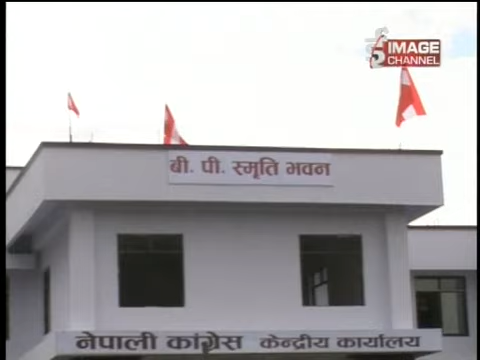 IMAGE
CHANNEL
बी. पी. स्मृति भवन
नेपाली कांग्रेस केन्द्रीय कार्यालय